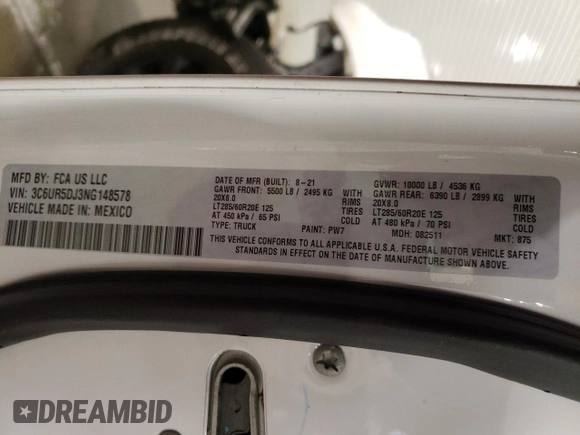 MFD BY: FCA US LLC
VIN: 3C6UR5DJ3NG148578
VEHICLE MADE IN: MEXICO
DATE OF MFR (BUILT): 8-21 GVWR: 10000 LB / 4536 KG
GAWR FRONT: 5500 LB / 2495 KG WITH GAWR REAR: 6390 LB / 2899 KG WITH
20X8.0 RIMS 20X8.0 RIMS
LT285/60R20E 125 TIRES LT285/60R20E 125 TIRES
AT 450 kPa / 65 PSI COLD AT 480 kPa / 70 PSI COLD
TYPE: TRUCK PAINT: PW7 MDH: 082511 MKT: 875
THIS VEHICLE CONFORMS TO ALL APPLICABLE U.S.A. FEDERAL MOTOR VEHICLE SAFETY
STANDARDS IN EFFECT ON THE DATE OF MANUFACTURE SHOWN ABOVE.
DREAMBID